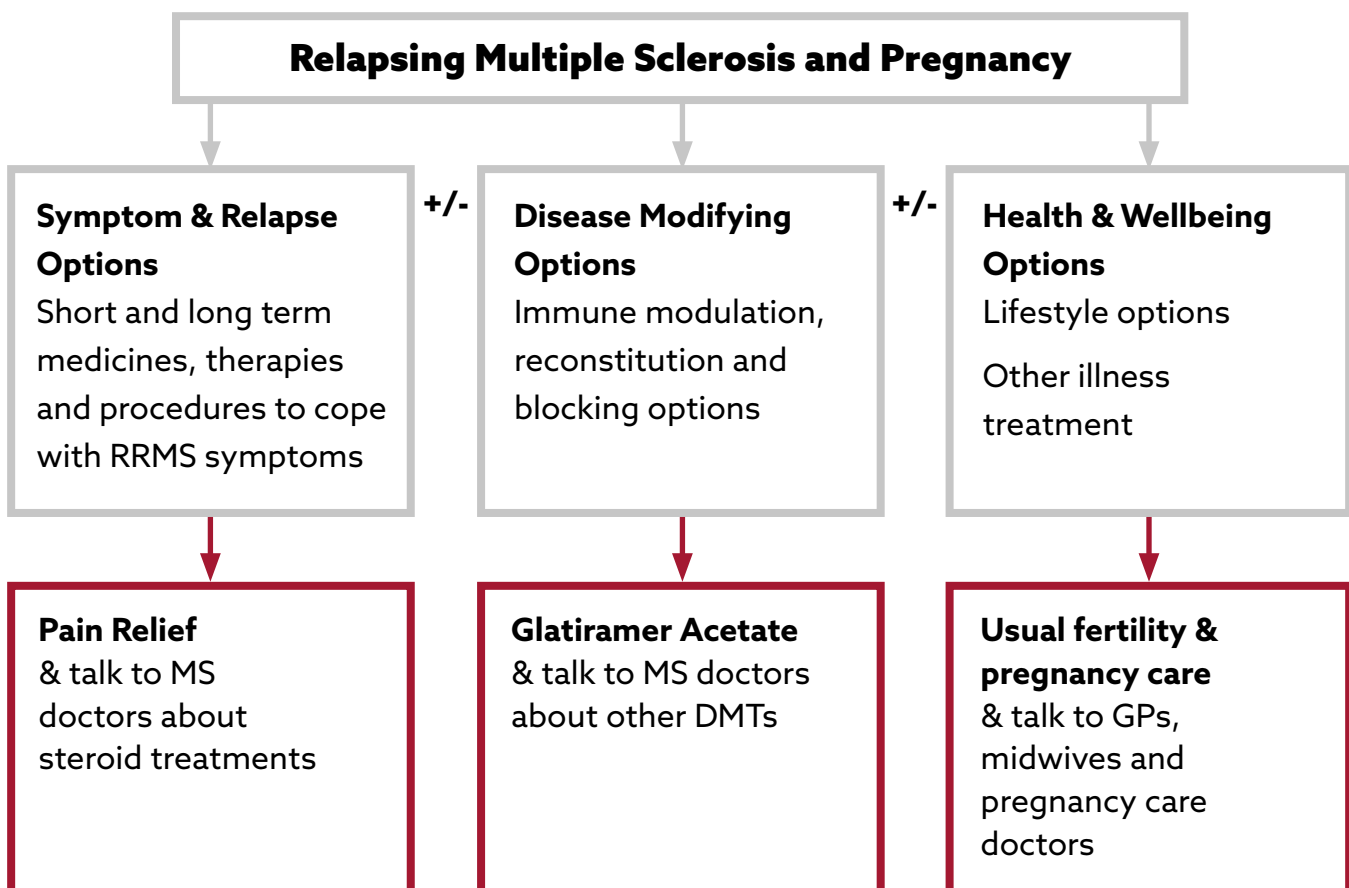 Relapsing Multiple Sclerosis and Pregnancy
Symptom & Relapse
Options
Short and long term
medicines, therapies
and procedures to cope
with RRMS symptoms
+/-
Disease Modifying
Options
Immune modulation,
reconstitution and
blocking options
+/-
Health & Wellbeing
Options
Lifestyle options
Other illness
treatment
Pain Relief
& talk to MS
doctors about
steroid treatments
Glatiramer Acetate
& talk to MS doctors
about other DMTs
Usual fertility &
pregnancy care
& talk to GPs,
midwives and
pregnancy care
doctors